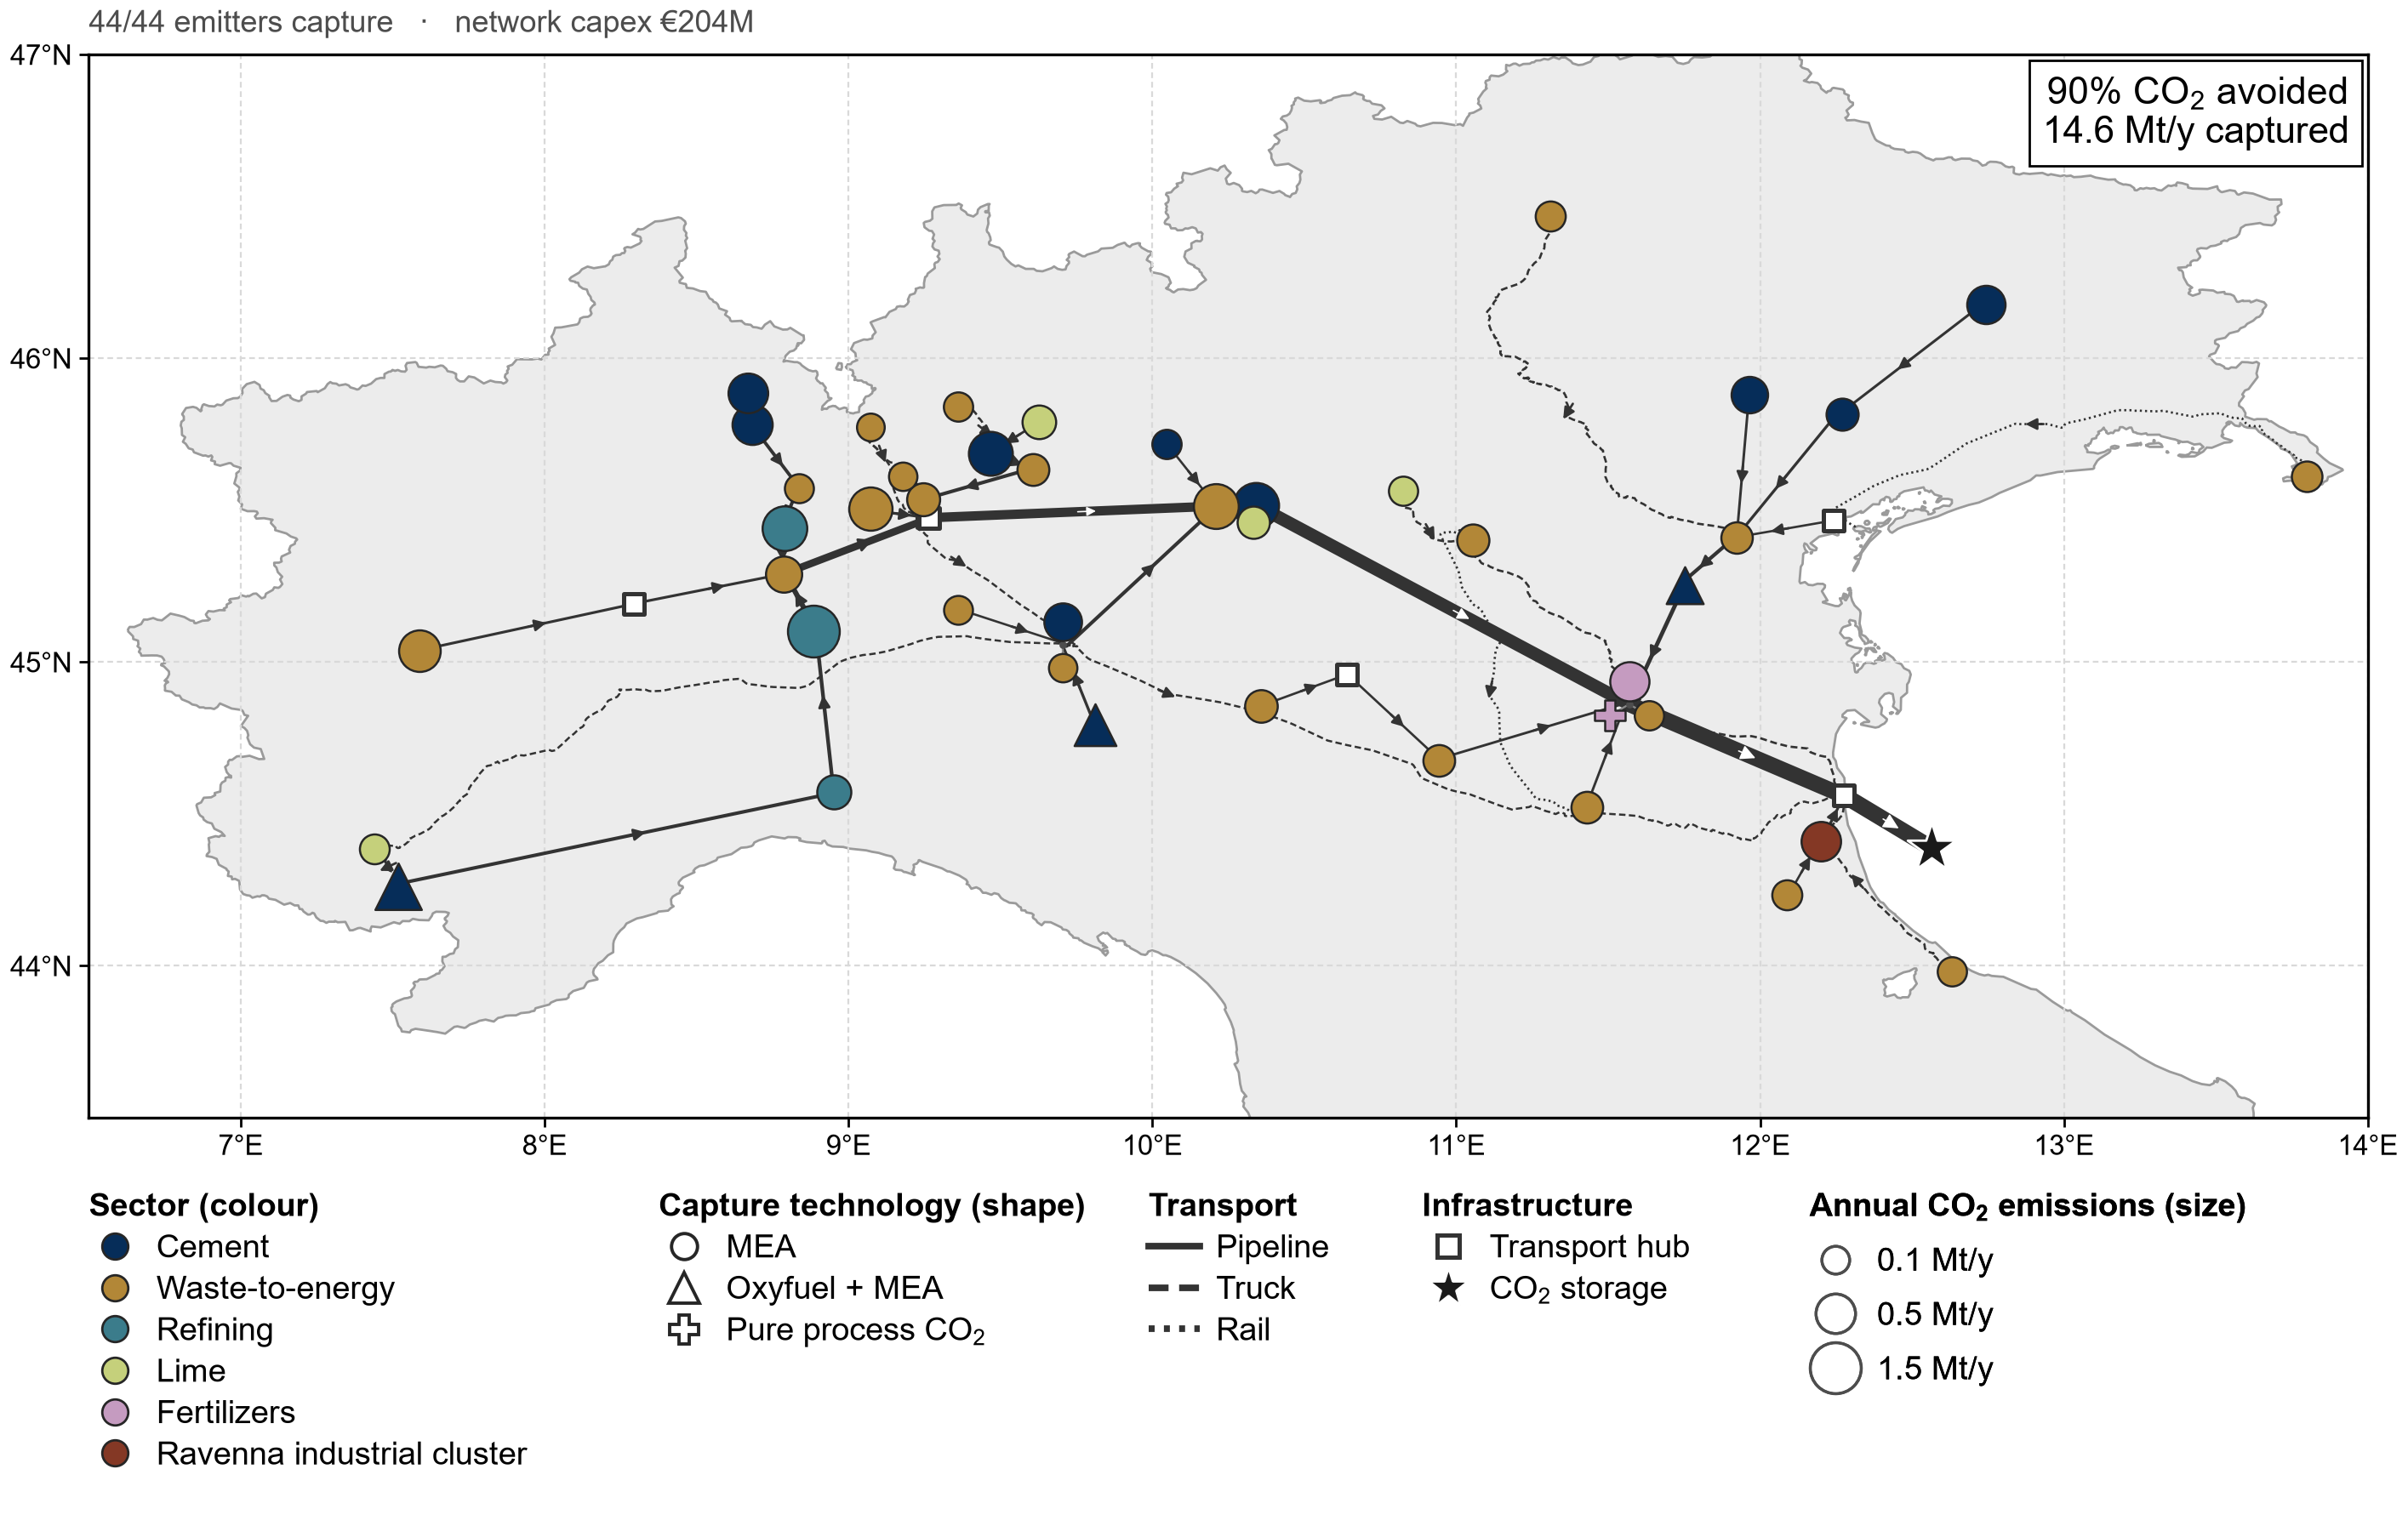 44/44 emitters capture · network capex €204M
90% CO₂ avoided
14.6 Mt/y captured
47°N
46°N
45°N
44°N
7°E 8°E 9°E 10°E 11°E 12°E 13°E 14°E
Sector (colour)
Cement
Waste-to-energy
Refining
Lime
Fertilizers
Ravenna industrial cluster
Capture technology (shape)
MEA
Oxyfuel + MEA
Pure process CO₂
Transport
Pipeline
Truck
Rail
Infrastructure
Transport hub
CO₂ storage
Annual CO₂ emissions (size)
0.1 Mt/y
0.5 Mt/y
1.5 Mt/y